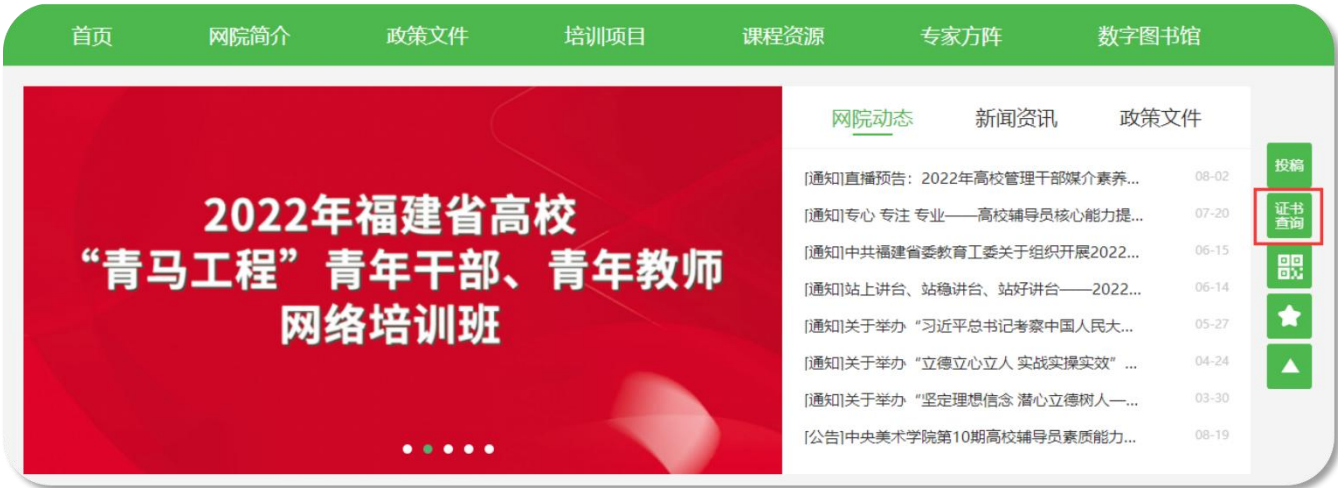 首页 网院简介 政策文件 培训项目 课程资源 专家方阵 数字图书馆
2022年福建省高校
“青马工程”青年干部、青年教师
网络培训班
网院动态 新闻资讯 政策文件
[通知]直播预告：2022年高校管理干部媒介素养... 08-02
[通知]专心 专注 专业——高校辅导员核心能力提... 07-20
[通知]中共福建省委教育工委关于组织开展2022... 06-15
[通知]站上讲台、站稳讲台、站好讲台——2022... 06-14
[通知]关于举办“习近平总书记考察中国人民大... 05-27
[通知]关于举办“立德立心立人 实战实操实效”... 04-24
[通知]关于举办“坚定理想信念 潜心立德树人—... 03-30
[公告]中央美术学院第10期高校辅导员素质能力... 08-19
投稿
证书
查询